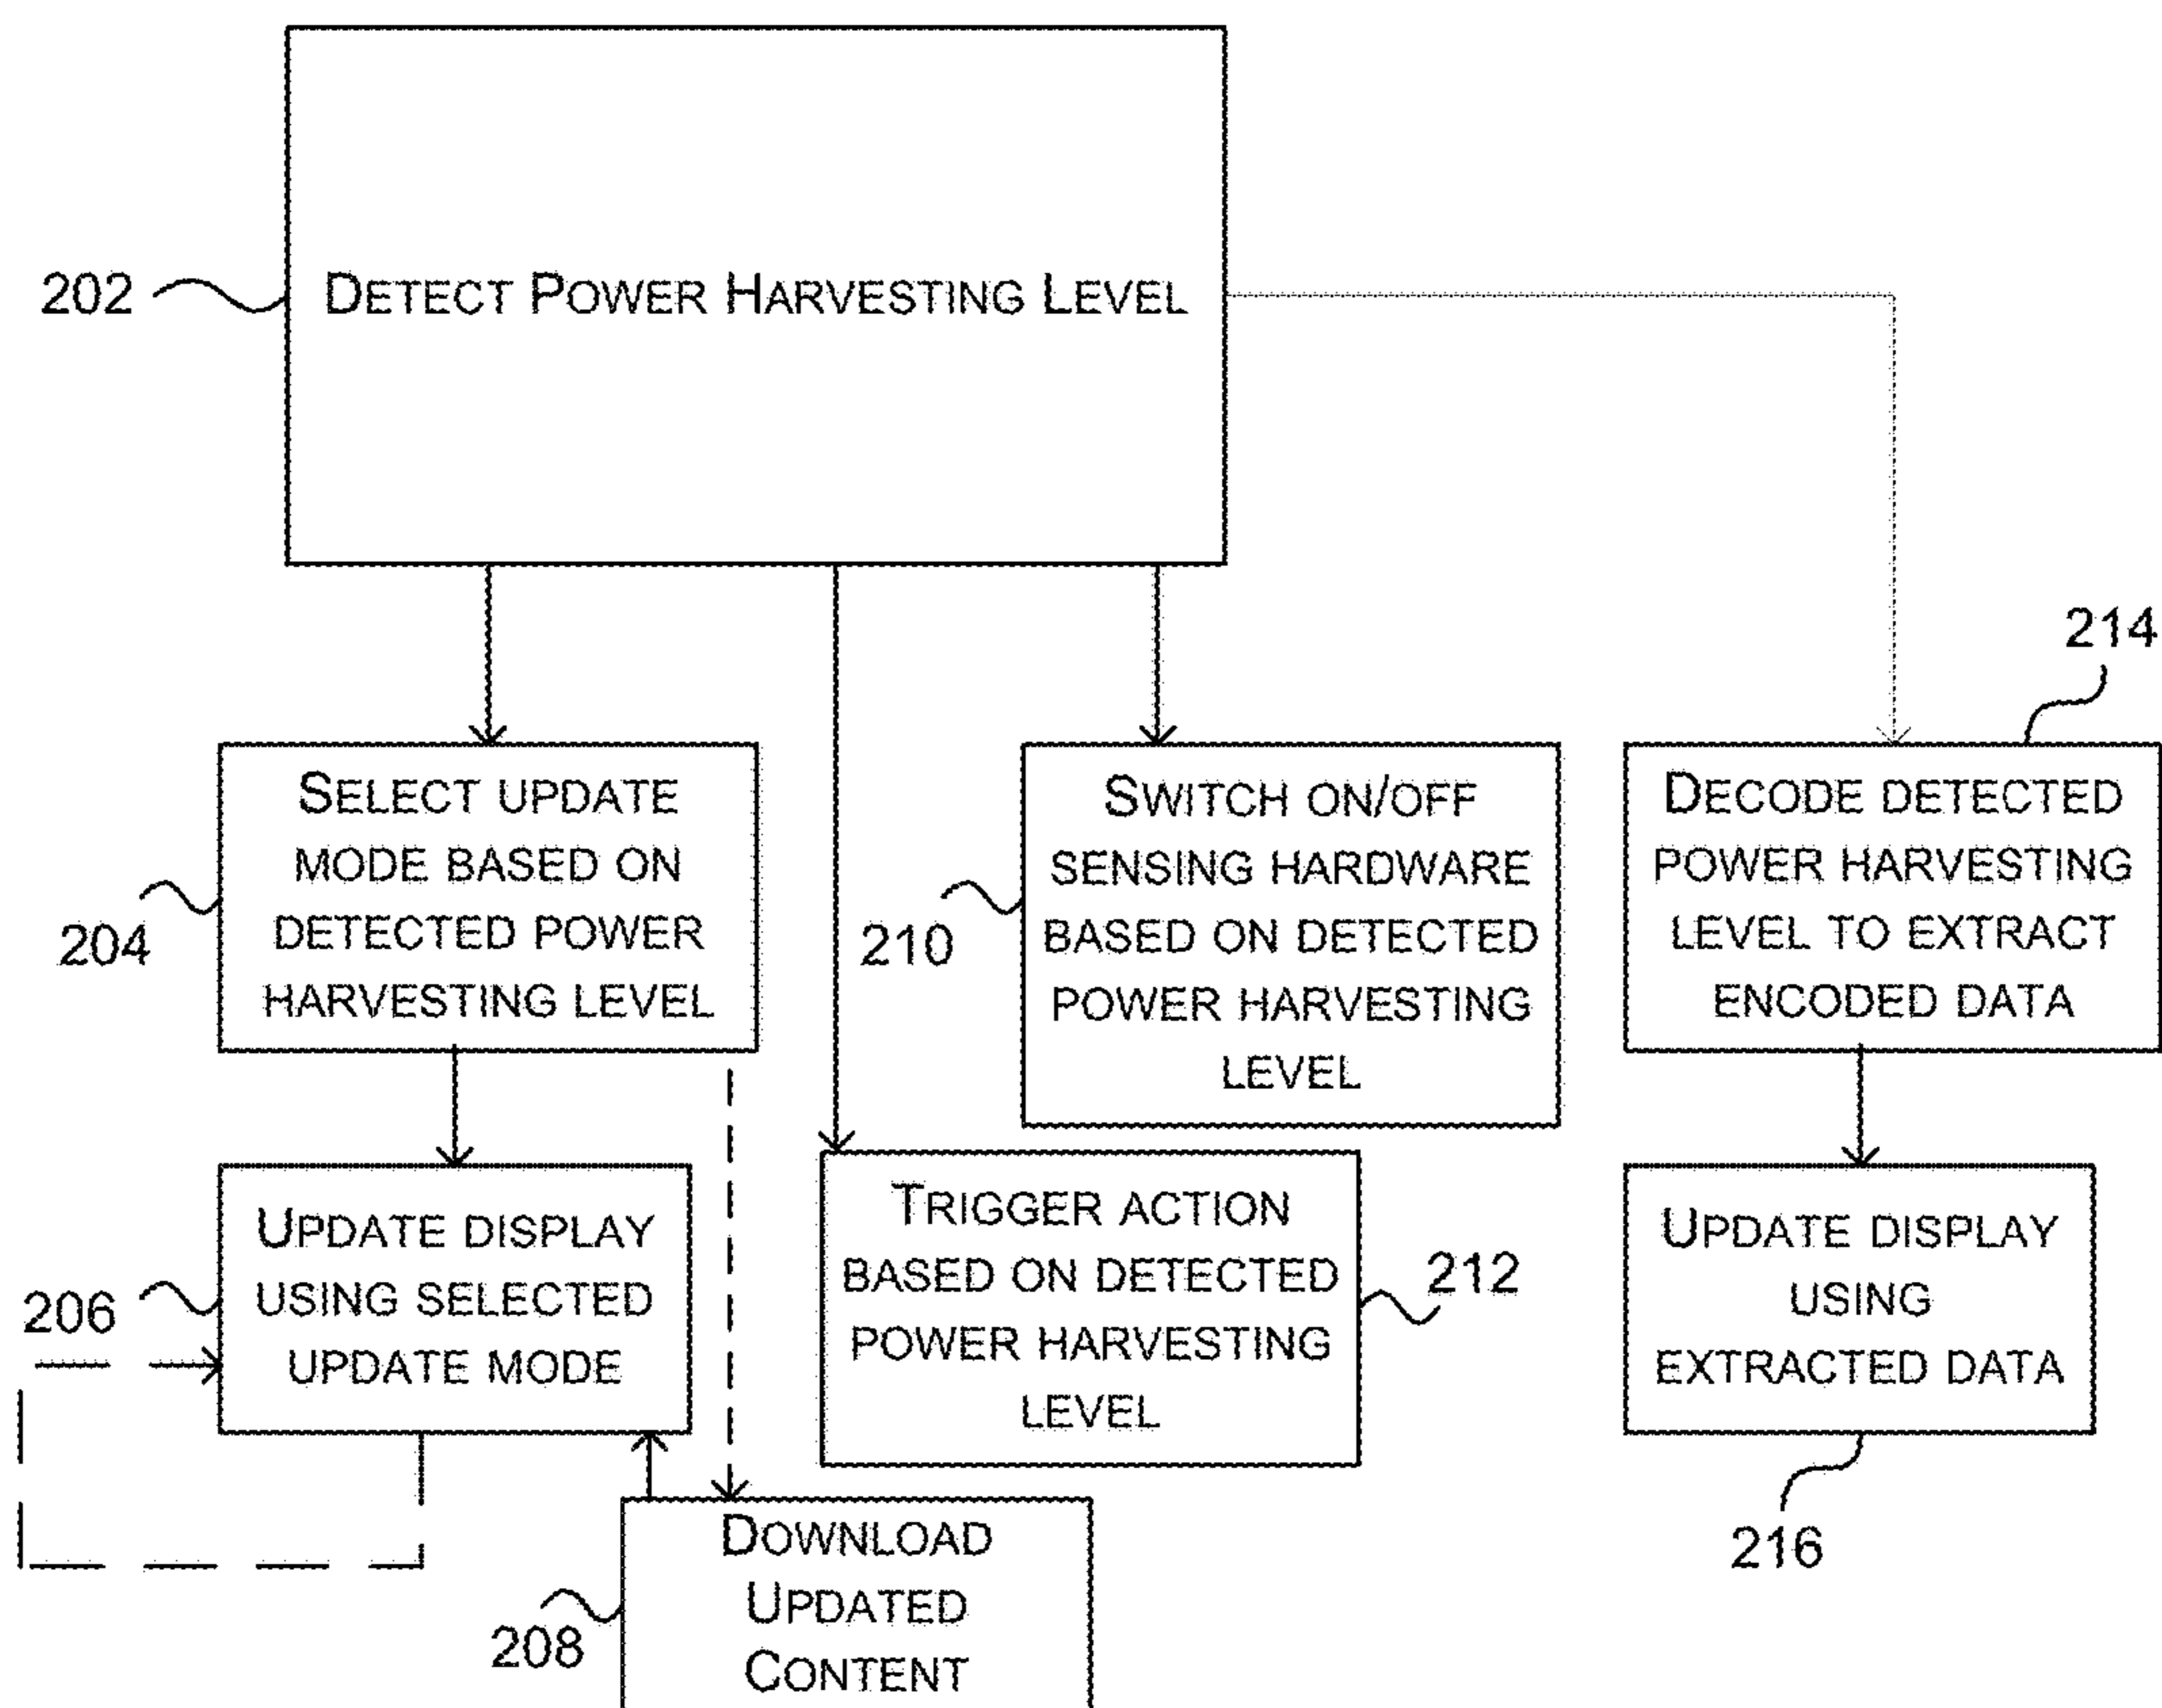 202
DETECT POWER HARVESTING LEVEL
214
SELECT UPDATE
MODE BASED ON
DETECTED POWER
HARVESTING LEVEL
204
SWITCH ON/OFF
SENSING HARDWARE
BASED ON DETECTED
POWER HARVESTING
LEVEL
210
DECODE DETECTED
POWER HARVESTING
LEVEL TO EXTRACT
ENCODED DATA
UPDATE DISPLAY
USING SELECTED
UPDATE MODE
206
TRIGGER ACTION
BASED ON DETECTED
POWER HARVESTING
LEVEL
212
UPDATE DISPLAY
USING
EXTRACTED DATA
216
DOWNLOAD
UPDATED
CONTENT
208